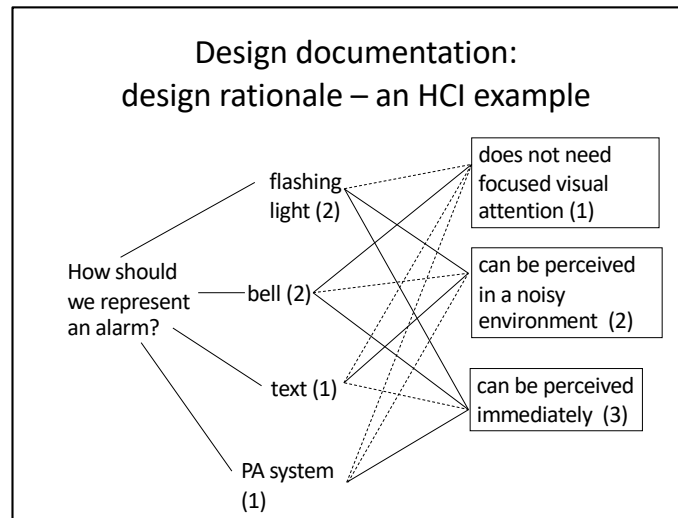 Design documentation:
design rationale – an HCI example
How should
we represent
an alarm?
flashing
light (2)
bell (2)
text (1)
PA system
(1)
does not need
focused visual
attention (1)
can be perceived
in a noisy
environment (2)
can be perceived
immediately (3)